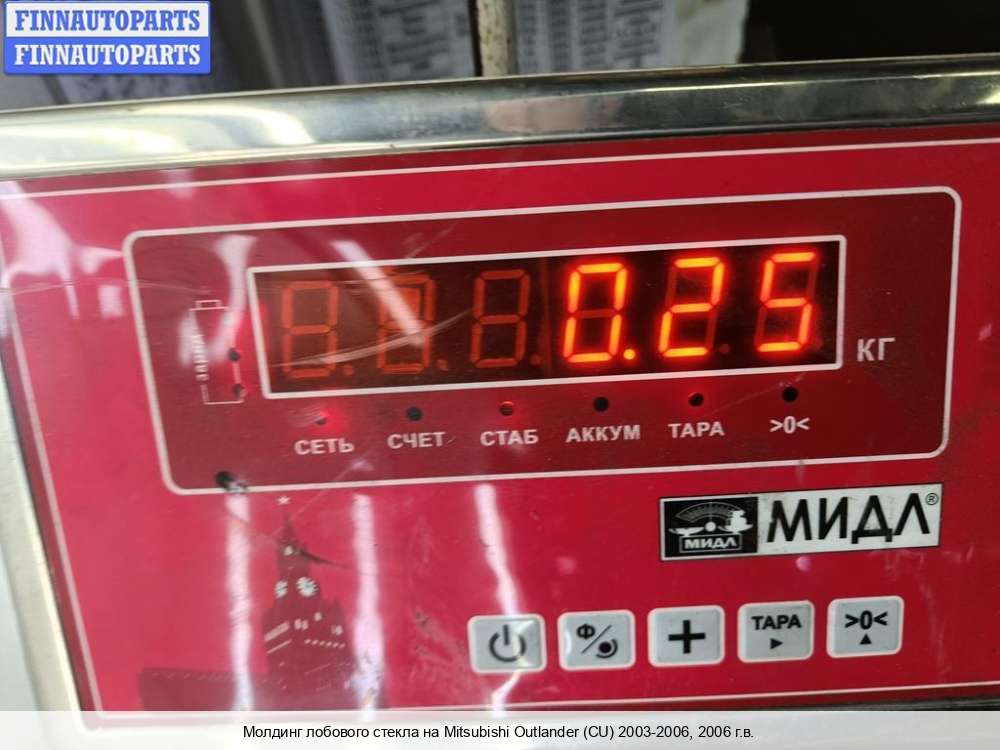 FINNAUTOPARTS
FINNAUTOPARTS
0.25
КГ
ЗАРЯД
СЕТЬ СЧЕТ СТАБ АККУМ ТАРА >0<
МИДЛ МИДЛ®
Ф/ + ТАРА >0<
Молдинг лобового стекла на Mitsubishi Outlander (CU) 2003-2006, 2006 г.в.